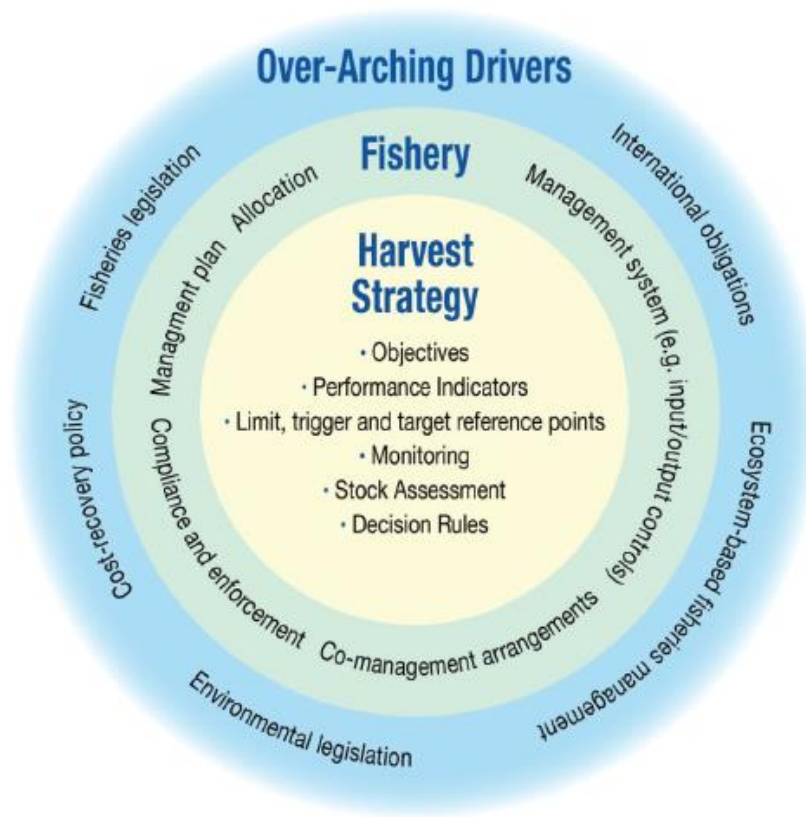 Over-Arching Drivers
Fisheries legislation
International obligations
Cost-recovery policy
Ecosystem-based fisheries management
Environmental legislation
Fishery
Allocation
Managment plan
Management system (e.g. input/output controls)
Compliance and enforcement
Co-management arrangements
Harvest
Strategy
• Objectives
• Performance Indicators
• Limit, trigger and target reference points
• Monitoring
• Stock Assessment
• Decision Rules